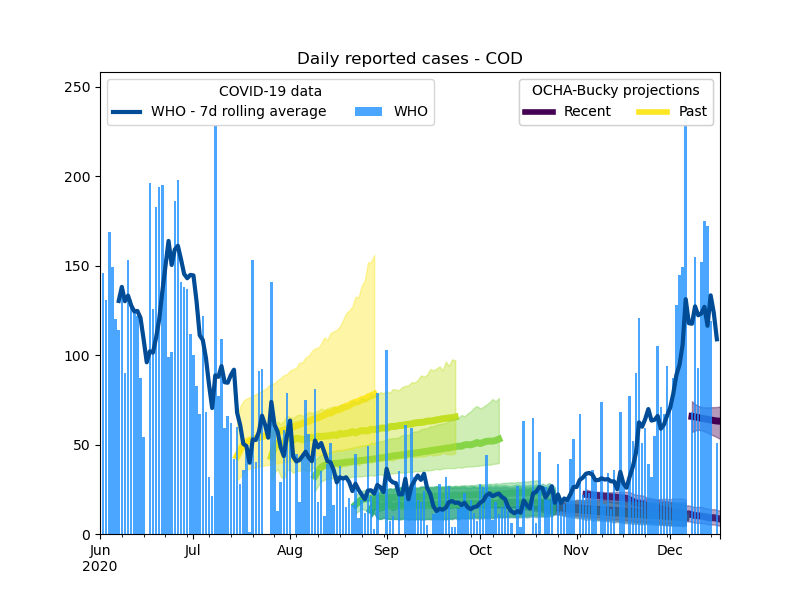 Daily reported cases - COD
COVID-19 data
WHO - 7d rolling average
WHO
OCHA-Bucky projections
Recent
Past
250
200
150
100
50
0
Jun
2020
Jul
Aug
Sep
Oct
Nov
Dec